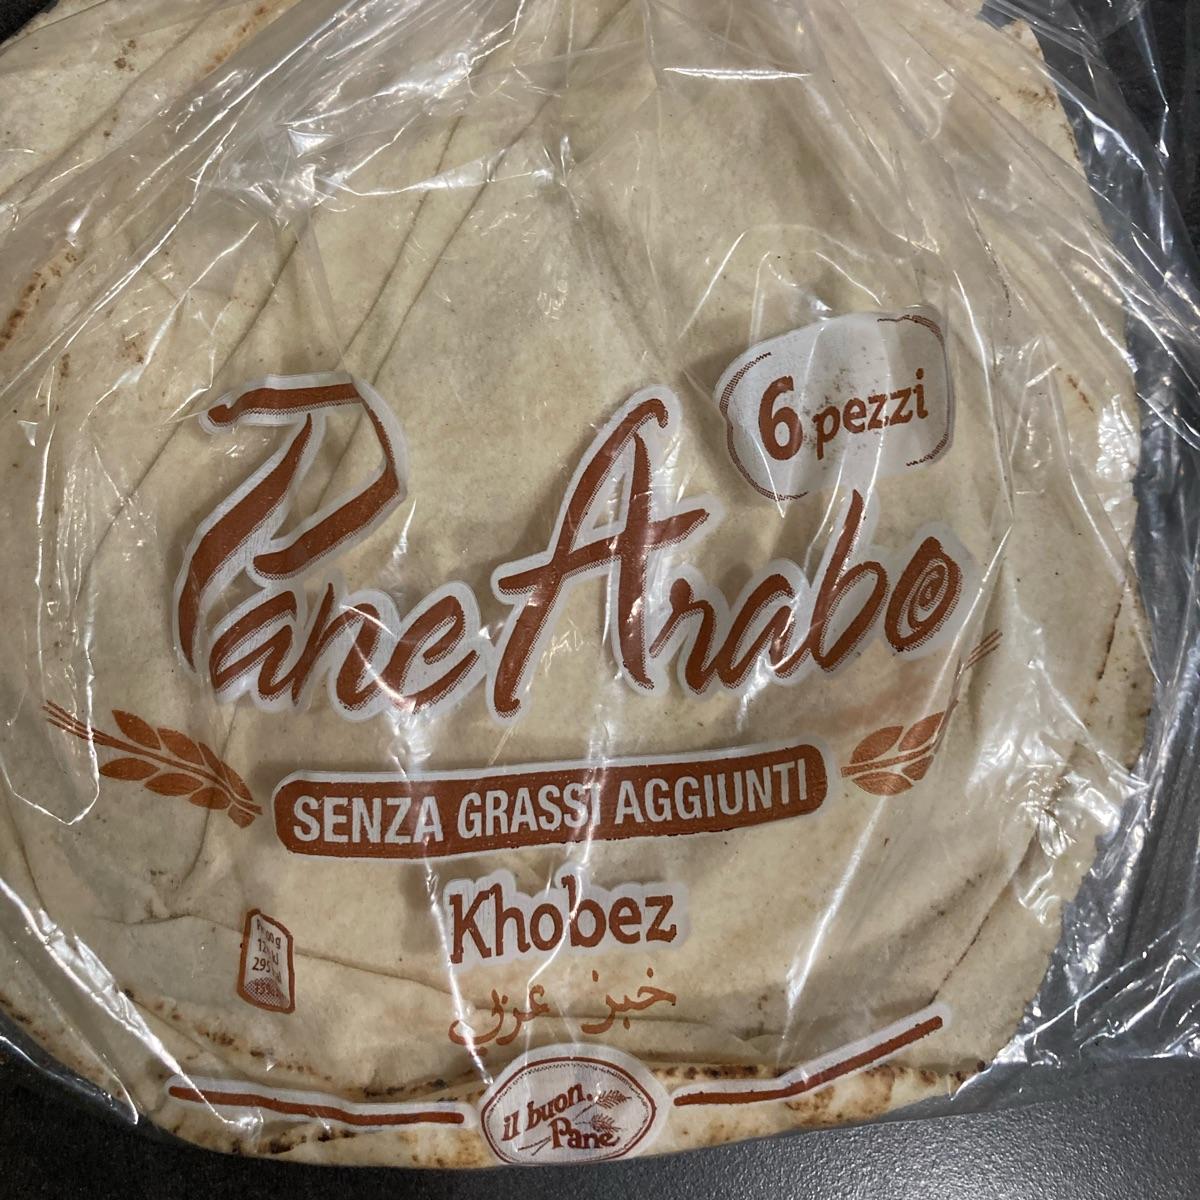 6 pezzi
Pane Arabo
SENZA GRASSI AGGIUNTI
Khobez
خبز عربي
il buon
Pane